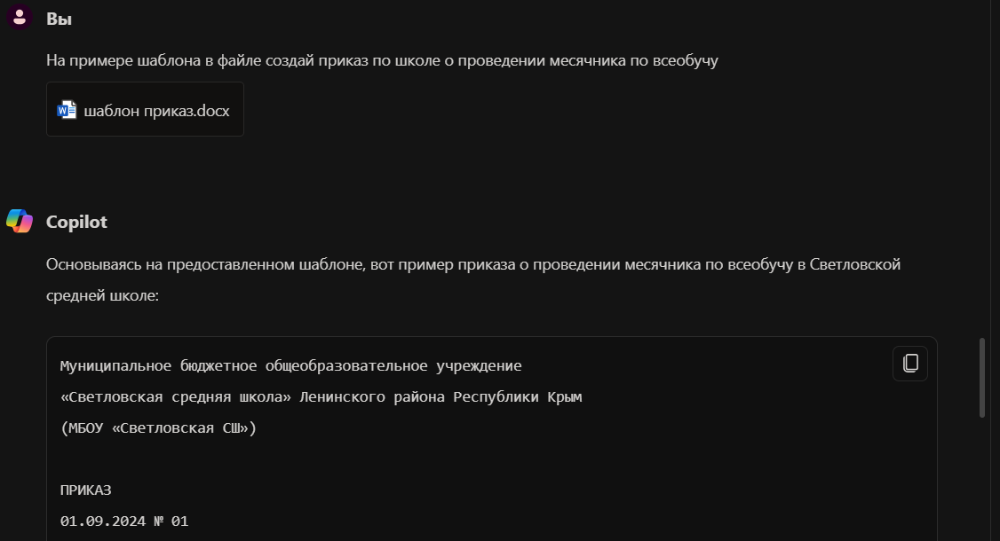 Вы
На примере шаблона в файле создай приказ по школе о проведении месячника по всеобучу
шаблон приказ.docx
Copilot
Основываясь на предоставленном шаблоне, вот пример приказа о проведении месячника по всеобучу в Светловской
средней школе:
Муниципальное бюджетное общеобразовательное учреждение
«Светловская средняя школа» Ленинского района Республики Крым
(МБОУ «Светловская СШ»)
ПРИКАЗ
01.09.2024 № 01